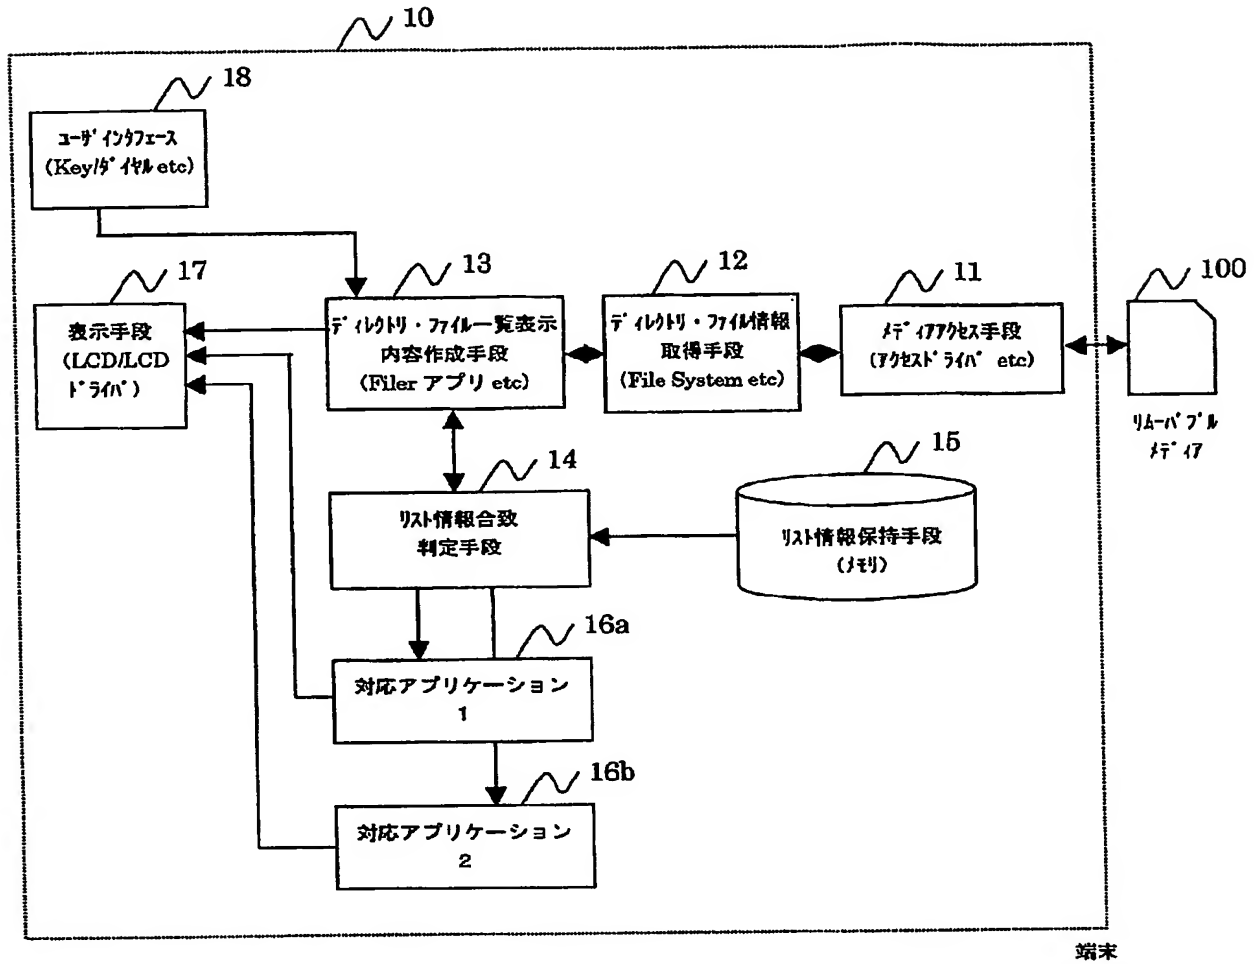 10
18
ﾕｰｻﾞｲﾝﾀﾌｪｰｽ
(Key/ﾀﾞｲﾔﾙ etc)
17
表示手段
(LCD/LCD
ﾄﾞﾗｲﾊﾞ)
13
ﾃﾞｨﾚｸﾄﾘ・ﾌｧｲﾙ一覧表示
内容作成手段
(Filer アプリ etc)
12
ﾃﾞｨﾚｸﾄﾘ・ﾌｧｲﾙ情報
取得手段
(File System etc)
11
ﾒﾃﾞｨｱｱｸｾｽ手段
(ｱｸｾｽﾄﾞﾗｲﾊﾞ etc)
100
ﾘﾑｰﾊﾞﾌﾞﾙ
ﾒﾃﾞｨｱ
14
ﾘｽﾄ情報合致
判定手段
15
ﾘｽﾄ情報保持手段
(ﾒﾓﾘ)
16a
対応アプリケーション
1
16b
対応アプリケーション
2
端末